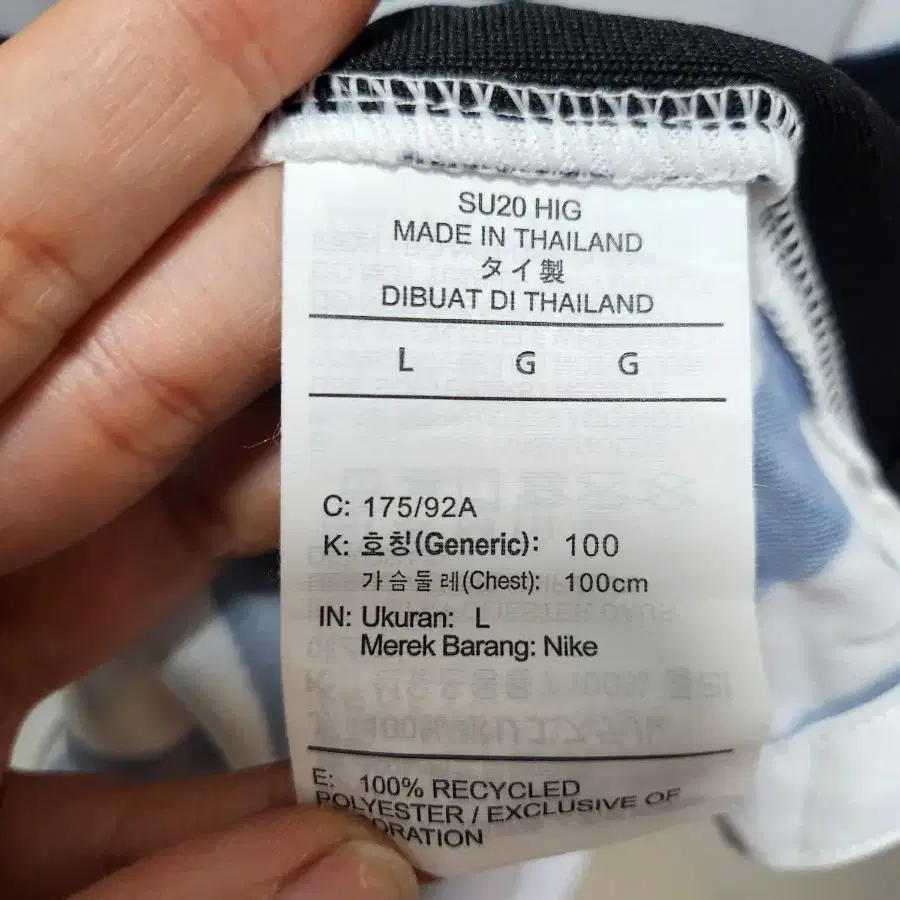 SU20 HIG
MADE IN THAILAND
タイ製
DIBUAT DI THAILAND
L G G
C: 175/92A
K: 호칭(Generic): 100
가슴둘레(Chest): 100cm
IN: Ukuran: L
Merek Barang: Nike
E: 100% RECYCLED
POLYESTER / EXCLUSIVE OF